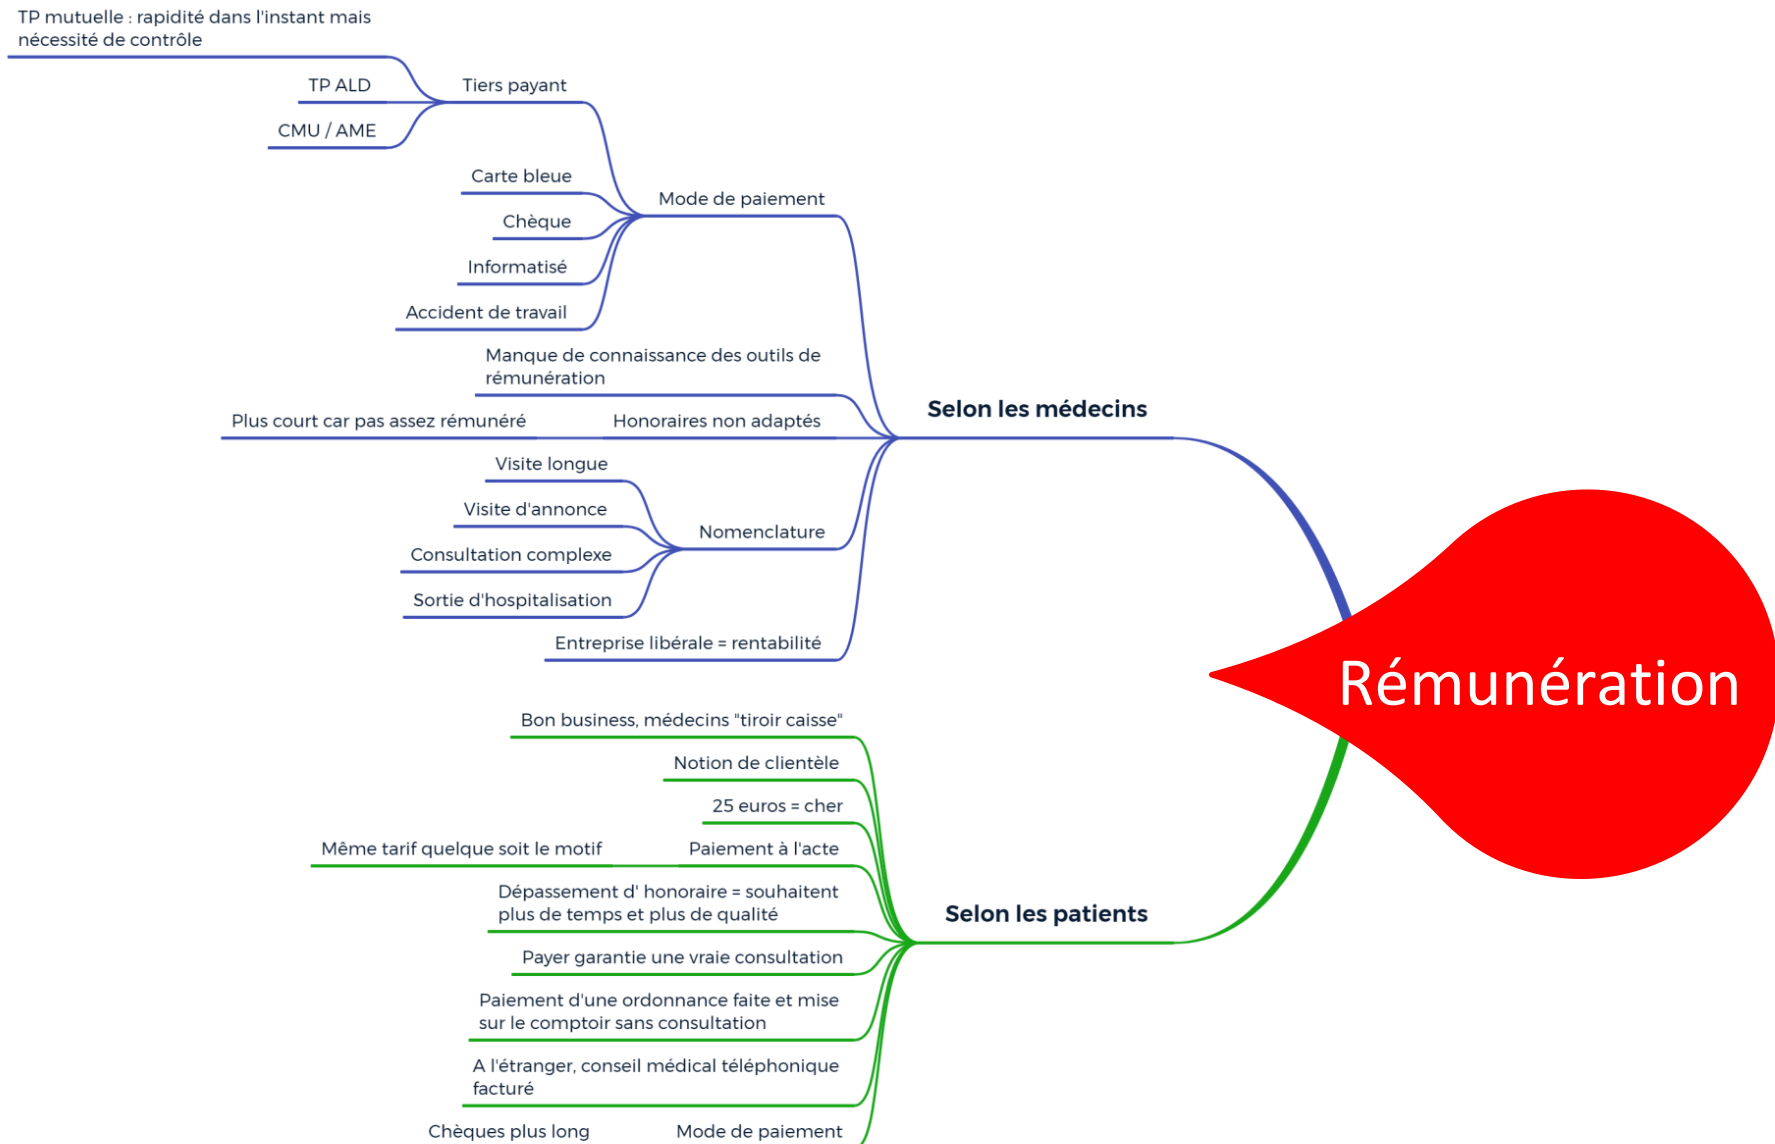 TP mutuelle : rapidité dans l'instant mais
nécessité de contrôle
TP ALD
CMU / AME
Tiers payant
Carte bleue
Chèque
Informatisé
Accident de travail
Mode de paiement
Manque de connaissance des outils de
rémunération
Plus court car pas assez rémunéré
Honoraires non adaptés
Visite longue
Visite d'annonce
Consultation complexe
Sortie d'hospitalisation
Nomenclature
Entreprise libérale = rentabilité
Selon les médecins
Rémunération
Bon business, médecins "tiroir caisse"
Notion de clientèle
25 euros = cher
Même tarif quelque soit le motif
Paiement à l'acte
Dépassement d' honoraire = souhaitent
plus de temps et plus de qualité
Payer garantie une vraie consultation
Paiement d'une ordonnance faite et mise
sur le comptoir sans consultation
A l'étranger, conseil médical téléphonique
facturé
Chèques plus long
Mode de paiement
Selon les patients